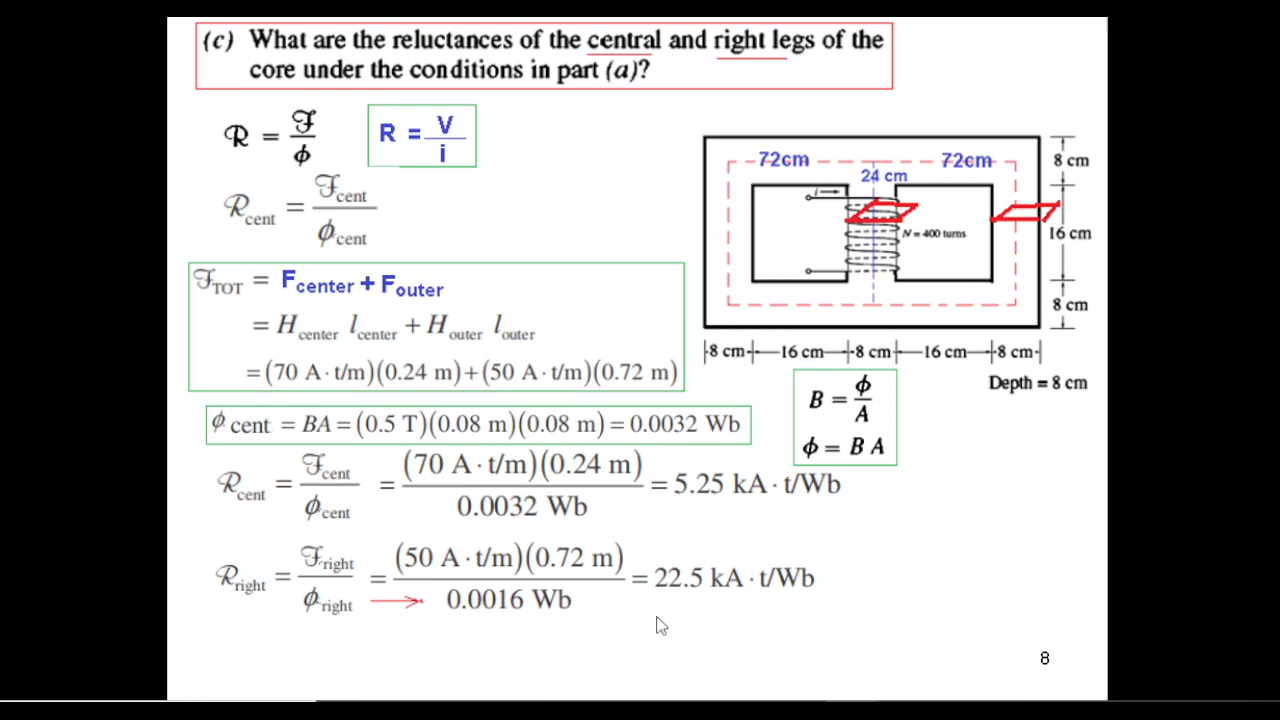 (c) What are the reluctances of the central and right legs of the
core under the conditions in part (a)?
ℛ = ℱ / ϕ
R = V / i
ℛcent = ℱcent / ϕcent
ℱTOT = Fcenter + Fouter
= Hcenter lcenter + Houter louter
= (70 A · t/m)(0.24 m) + (50 A · t/m)(0.72 m)
ϕ cent = BA = (0.5 T)(0.08 m)(0.08 m) = 0.0032 Wb
ℛcent = ℱcent / ϕcent = (70 A · t/m)(0.24 m) / 0.0032 Wb = 5.25 kA · t/Wb
ℛright = ℱright / ϕright = (50 A · t/m)(0.72 m) / 0.0016 Wb = 22.5 kA · t/Wb
72cm
72cm
24 cm
8 cm
i
N = 400 turns
16 cm
8 cm
8 cm
16 cm
8 cm
16 cm
8 cm
Depth = 8 cm
B = ϕ / A
ϕ = B A
8